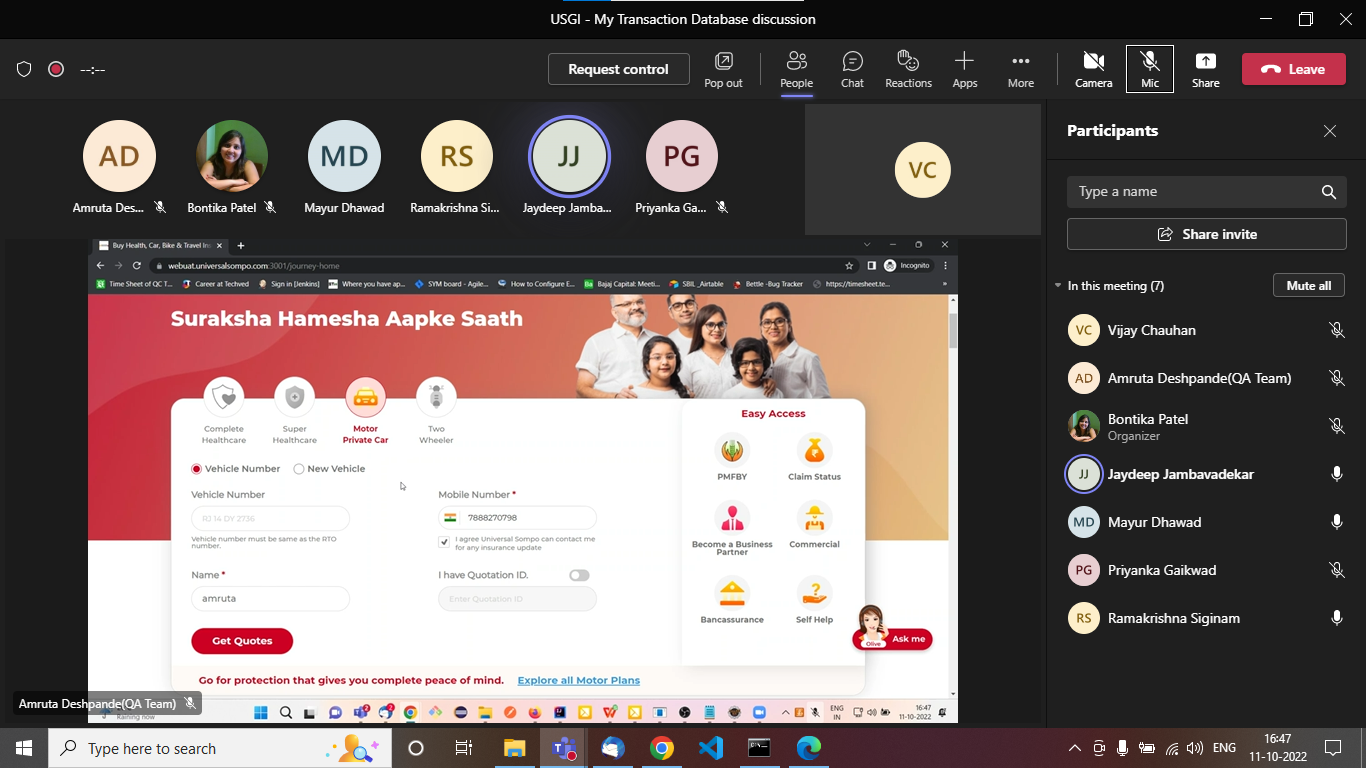 USGI - My Transaction Database discussion
--:--
Request control
Pop out
People
Chat
Reactions
Apps
More
Camera
Mic
Share
Leave
AD
MD
RS
JJ
PG
VC
Amruta Des...
Bontika Patel
Mayur Dhawad
Ramakrishna Si...
Jaydeep Jamba...
Priyanka Ga...
Participants
Type a name
Share invite
In this meeting (7)
Mute all
VC Vijay Chauhan
AD Amruta Deshpande(QA Team)
Bontika Patel
Organizer
JJ Jaydeep Jambavadekar
MD Mayur Dhawad
PG Priyanka Gaikwad
RS Ramakrishna Siginam
Buy Health, Car, Bike & Travel In
webuat.universalsompo.com:3001/journey-home
Incognito
Time Sheet of QC T...
Career at Techved
Sign in [Jenkins]
Where you have ap...
SYM board - Agile...
How to Configure E...
Bajaj Capital: Meeti...
SBIL _Airtable
Bettle -Bug Tracker
https://timesheet.te...
Suraksha Hamesha Aapke Saath
Complete
Healthcare
Super
Healthcare
Motor
Private Car
Two
Wheeler
Vehicle Number
New Vehicle
Vehicle Number
RJ 14 DY 2736
Vehicle number must be same as the RTO
number.
Mobile Number *
7888270798
I agree Universal Sompo can contact me
for any insurance update
Name *
amruta
I have Quotation ID.
Enter Quotation ID
Get Quotes
Easy Access
PMFBY
Claim Status
Become a Business
Partner
Commercial
Bancassurance
Self Help
Olive
Ask me
Go for protection that gives you complete peace of mind.
Explore all Motor Plans
Amruta Deshpande(QA Team)
Raining now
ENG
IN
16:47
11-10-2022
Type here to search
ENG
16:47
11-10-2022